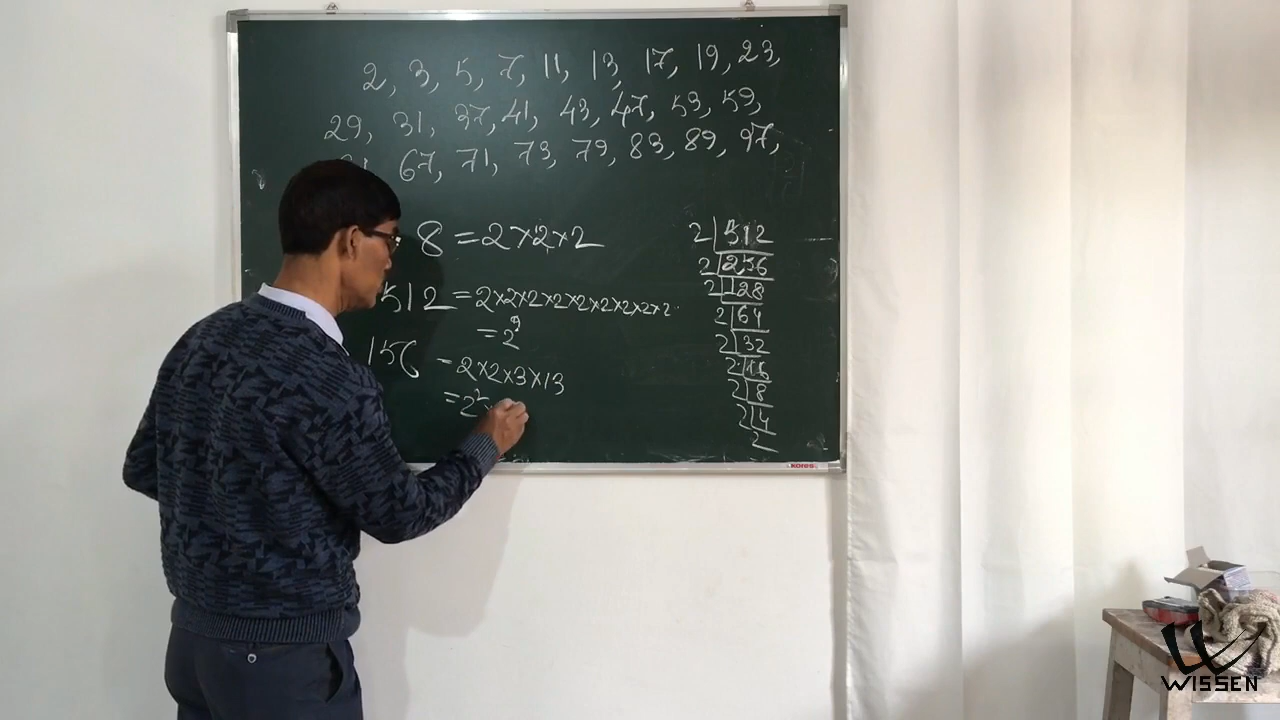 2, 3, 5, 7, 11, 13, 17, 19, 23,
29, 31, 37, 41, 43, 47, 53, 59,
67, 71, 73, 79, 83, 89, 97,
8 = 2×2×2
512 = 2×2×2×2×2×2×2×2×2
= 2⁹
156 = 2×2×3×13
= 2²×
2 512
2 256
2 128
2 64
2 32
2 16
2 8
2 4
2
kores
WISSEN